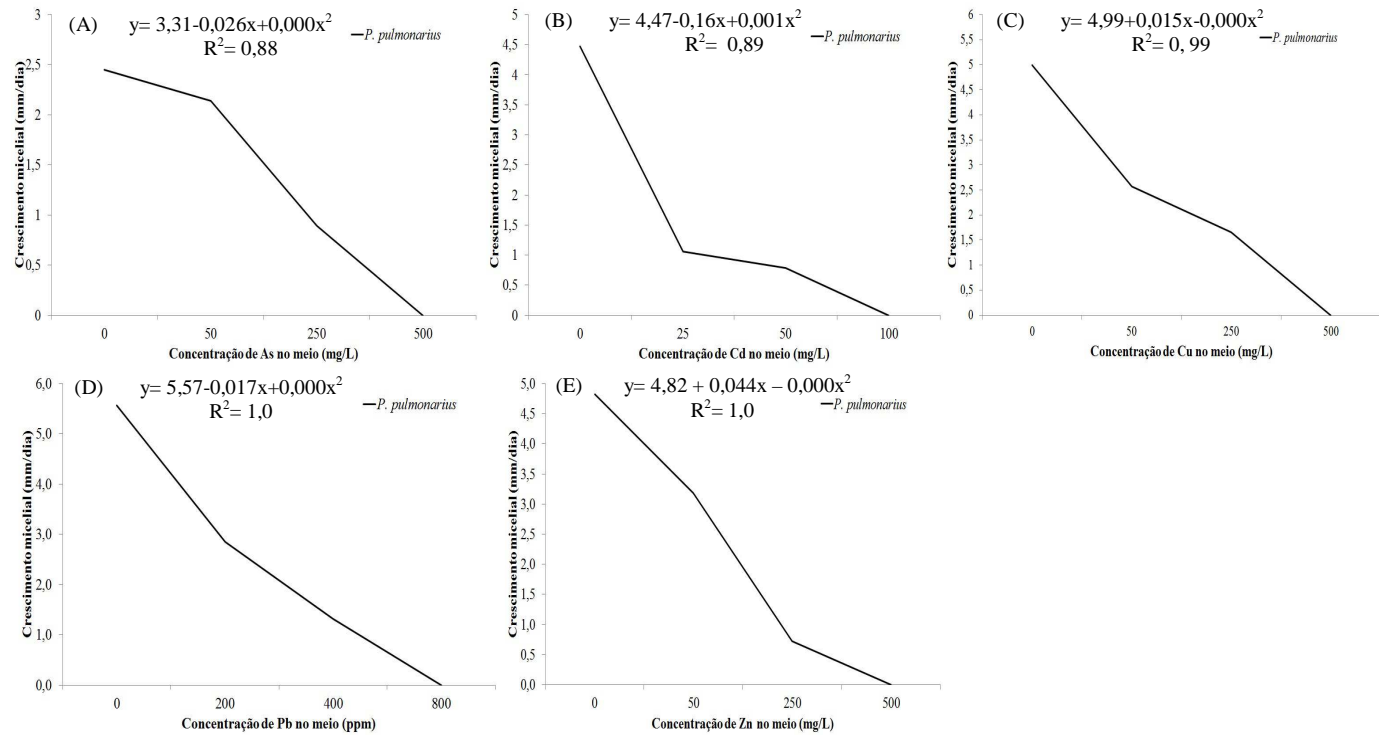 (A)
y= 3,31-0,026x+0,000x²
R²= 0,88
P. pulmonarius
Crescimento micelial (mm/dia)
3
2,5
2
1,5
1
0,5
0
0 50 250 500
Concentração de As no meio (mg/L)
(B)
y= 4,47-0,16x+0,001x²
R²= 0,89
P. pulmonarius
Crescimento micelial (mm/dia)
5
4,5
4
3,5
3
2,5
2
1,5
1
0,5
0
0 25 50 100
Concentração de Cd no meio (mg/L)
(C)
y= 4,99+0,015x-0,000x²
R²= 0, 99
P. pulmonarius
Crescimento micelial (mm/dia)
6
5,5
5
4,5
4
3,5
3
2,5
2
1,5
1
0,5
0
0 50 250 500
Concentração de Cu no meio (mg/L)
(D)
y= 5,57-0,017x+0,000x²
R²= 1,0
P. pulmonarius
Crescimento micelial (mm/dia)
6,0
5,0
4,0
3,0
2,0
1,0
0,0
0 200 400 800
Concentração de Pb no meio (ppm)
(E)
y= 4,82 + 0,044x – 0,000x²
R²= 1,0
P. pulmonarius
Crescimento micelial (mm/dia)
5,0
4,5
4,0
3,5
3,0
2,5
2,0
1,5
1,0
0,5
0,0
0 50 250 500
Concentração de Zn no meio (mg/L)